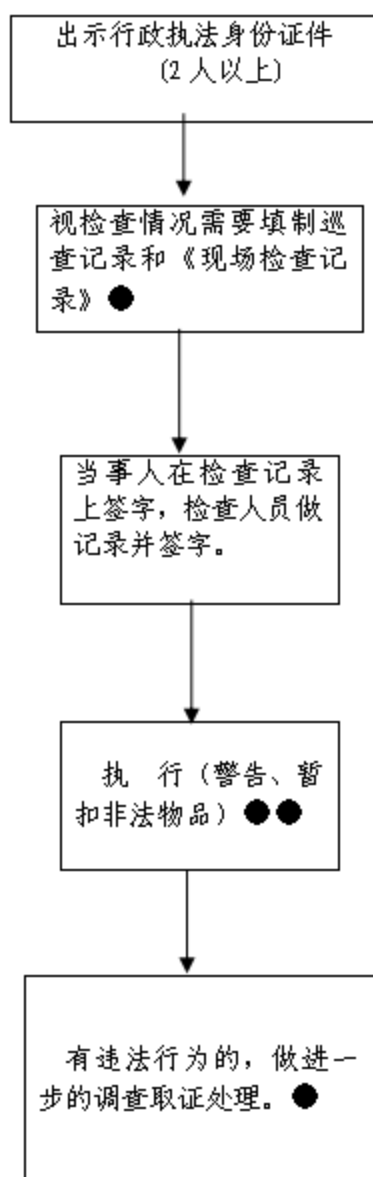 出示行政执法身份证件
(2 人以上)
视检查情况需要填制巡
查记录和《现场检查记
录》●
当事人在检查记录
上签字，检查人员做
记录并签字。
执 行（警告、暂
扣非法物品）●●
有违法行为的，做进一
步的调查取证处理。●